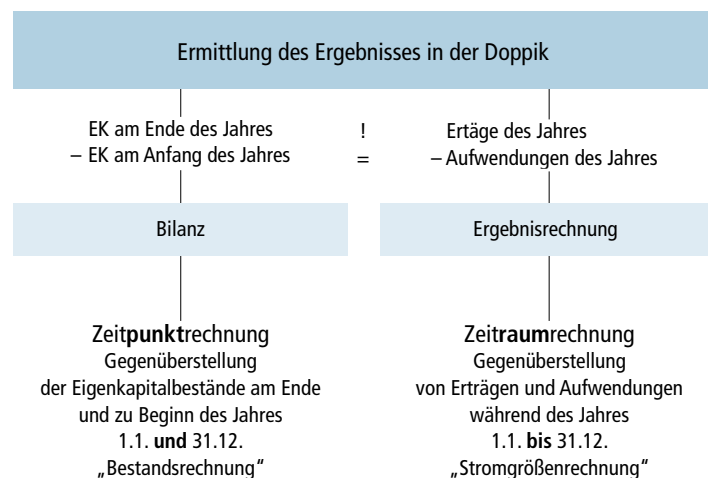 Ermittlung des Ergebnisses in der Doppik
EK am Ende des Jahres
– EK am Anfang des Jahres
!
=
Erträge des Jahres
– Aufwendungen des Jahres
Bilanz
Ergebnisrechnung
Zeitpunktrechnung
Gegenüberstellung
der Eigenkapitalbestände am Ende
und zu Beginn des Jahres
1.1. und 31.12.
„Bestandsrechnung"
Zeitraumrechnung
Gegenüberstellung
von Erträgen und Aufwendungen
während des Jahres
1.1. bis 31.12.
„Stromgrößenrechnung"